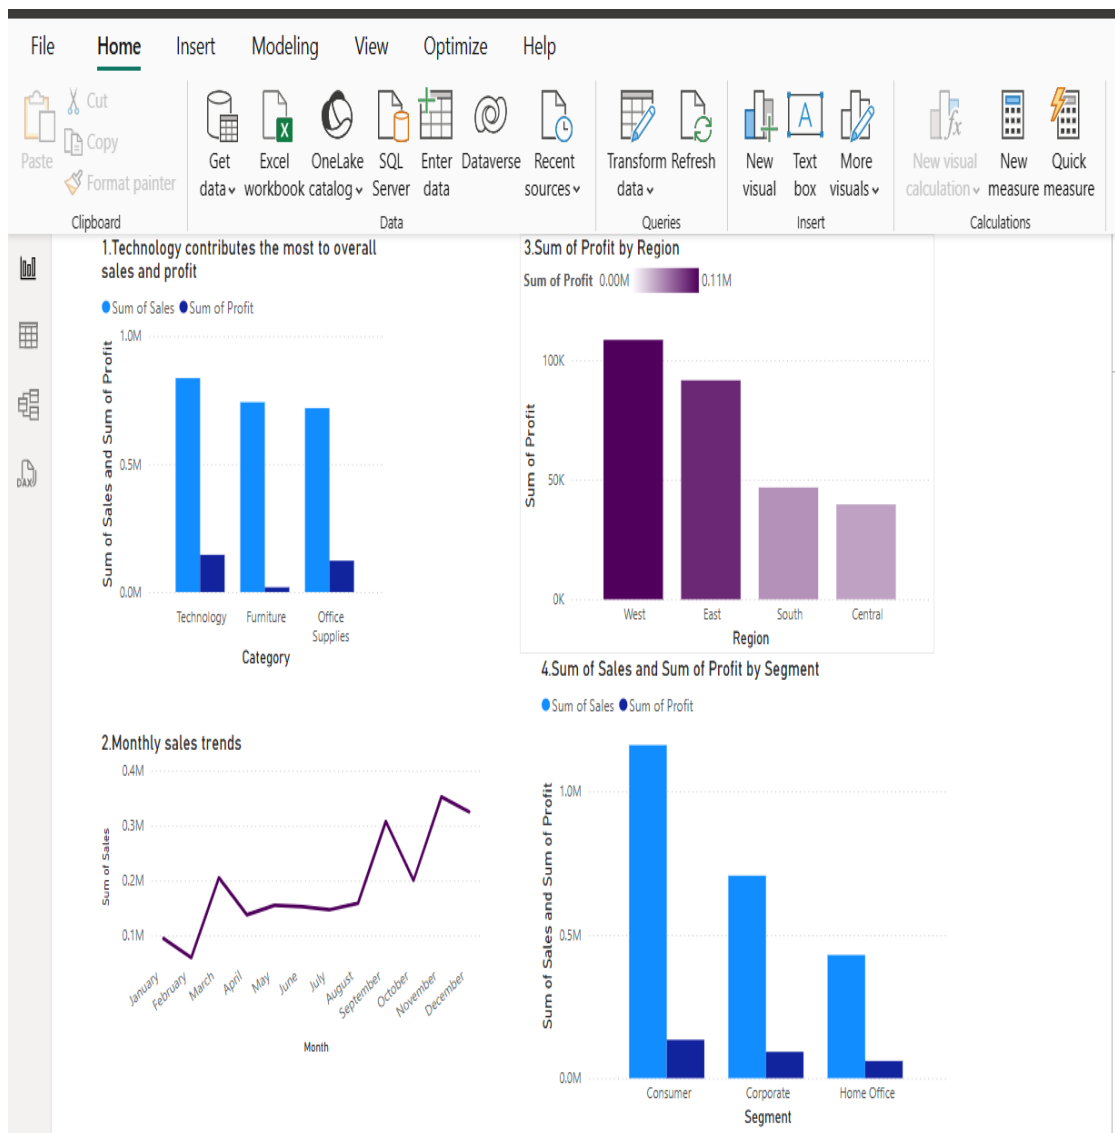 File Home Insert Modeling View Optimize Help
Paste
Cut
Copy
Format painter
Clipboard
Get data
Excel workbook
OneLake catalog
SQL Server
Enter data
Dataverse
Recent sources
Data
Transform data
Refresh
Queries
New visual
Text box
More visuals
Insert
New visual calculation
New measure
Quick measure
Calculations
DAX
1.Technology contributes the most to overall
sales and profit
Sum of Sales Sum of Profit
Sum of Sales and Sum of Profit
1.0M
0.5M
0.0M
Technology Furniture Office
Supplies
Category
2.Monthly sales trends
Sum of Sales
0.4M
0.3M
0.2M
0.1M
January February March April May June July August September October November December
Month
3.Sum of Profit by Region
Sum of Profit 0.00M 0.11M
Sum of Profit
100K
50K
0K
West East South Central
Region
4.Sum of Sales and Sum of Profit by Segment
Sum of Sales Sum of Profit
Sum of Sales and Sum of Profit
1.0M
0.5M
0.0M
Consumer Corporate Home Office
Segment